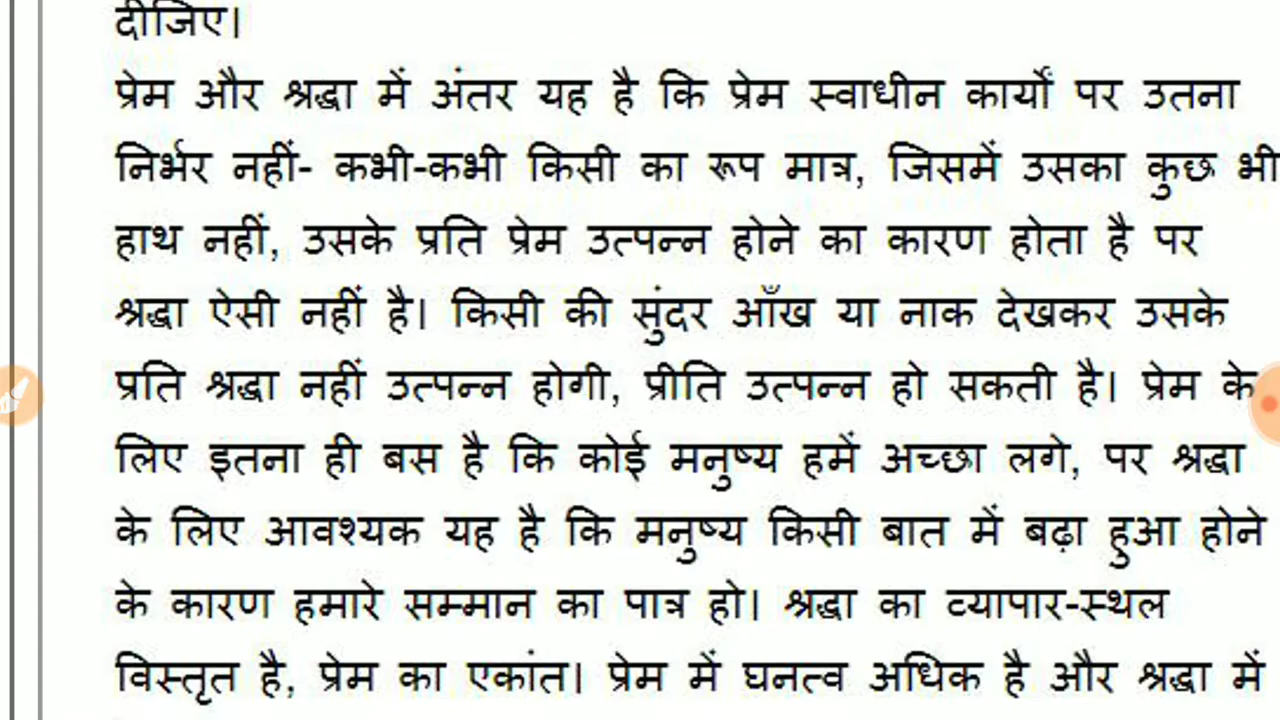 दीजिए।
प्रेम और श्रद्धा में अंतर यह है कि प्रेम स्वाधीन कार्यों पर उतना
निर्भर नहीं- कभी-कभी किसी का रूप मात्र, जिसमें उसका कुछ भी
हाथ नहीं, उसके प्रति प्रेम उत्पन्न होने का कारण होता है पर
श्रद्धा ऐसी नहीं है। किसी की सुंदर आँख या नाक देखकर उसके
प्रति श्रद्धा नहीं उत्पन्न होगी, प्रीति उत्पन्न हो सकती है। प्रेम के
लिए इतना ही बस है कि कोई मनुष्य हमें अच्छा लगे, पर श्रद्धा
के लिए आवश्यक यह है कि मनुष्य किसी बात में बढ़ा हुआ होने
के कारण हमारे सम्मान का पात्र हो। श्रद्धा का व्यापार-स्थल
विस्तृत है, प्रेम का एकांत। प्रेम में घनत्व अधिक है और श्रद्धा में